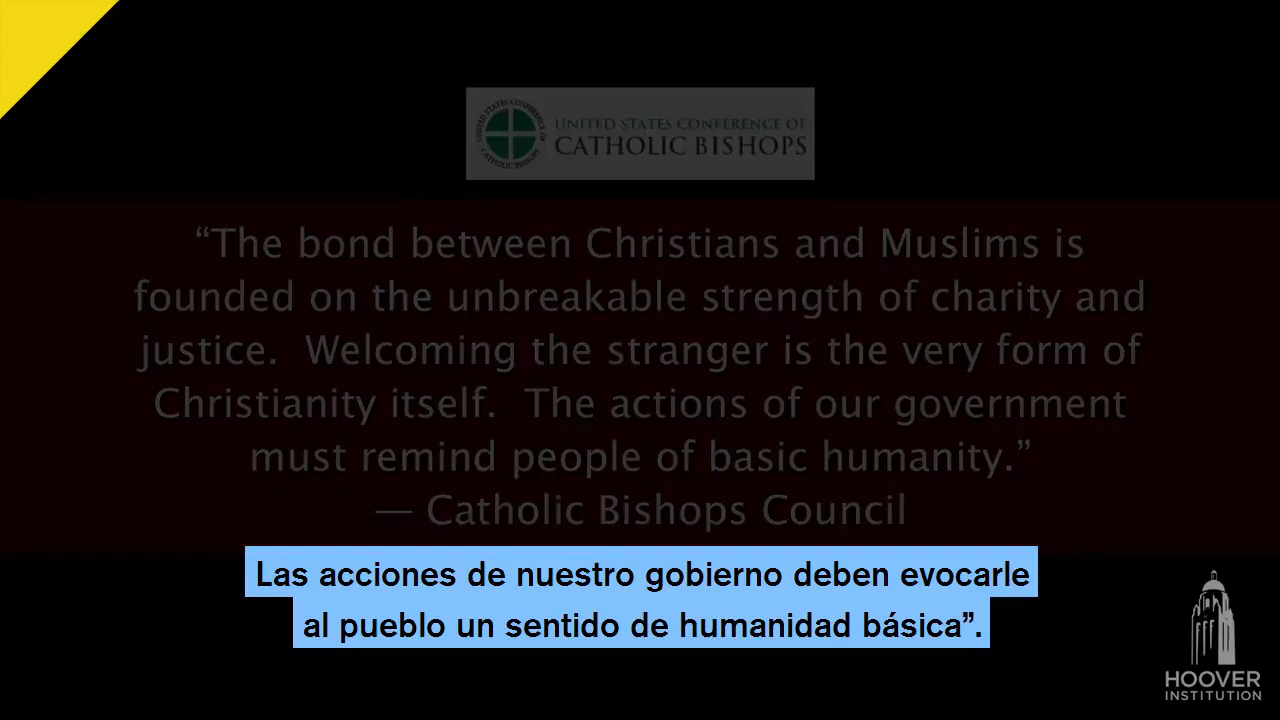 UNITED STATES CONFERENCE OF
CATHOLIC BISHOPS
“The bond between Christians and Muslims is
founded on the unbreakable strength of charity and
justice.  Welcoming the stranger is the very form of
Christianity itself.  The actions of our government
must remind people of basic humanity.”
— Catholic Bishops Council
Las acciones de nuestro gobierno deben evocarle
al pueblo un sentido de humanidad básica”.
HOOVER
INSTITUTION